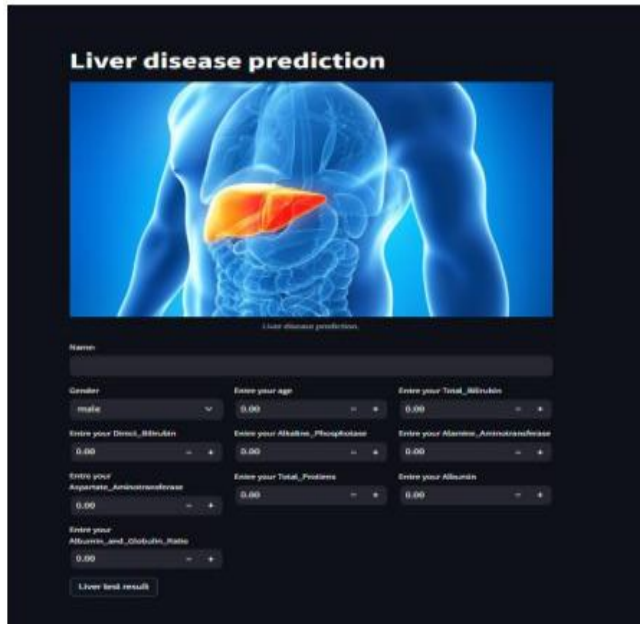 Liver disease prediction
Liver disease prediction.
Name:
Gender
Entre your age
Entre your Total_Bilirubin
male
0.00
0.00
Entre your Direct_Bilirubin
Entre your Alkaline_Phosphotase
Entre your Alamine_Aminotransferase
0.00
0.00
0.00
Entre your
Aspartate_Aminotransferase
Entre your Total_Protiens
Entre your Albumin
0.00
0.00
0.00
Entre your
Albumin_and_Globulin_Ratio
0.00
Liver test result